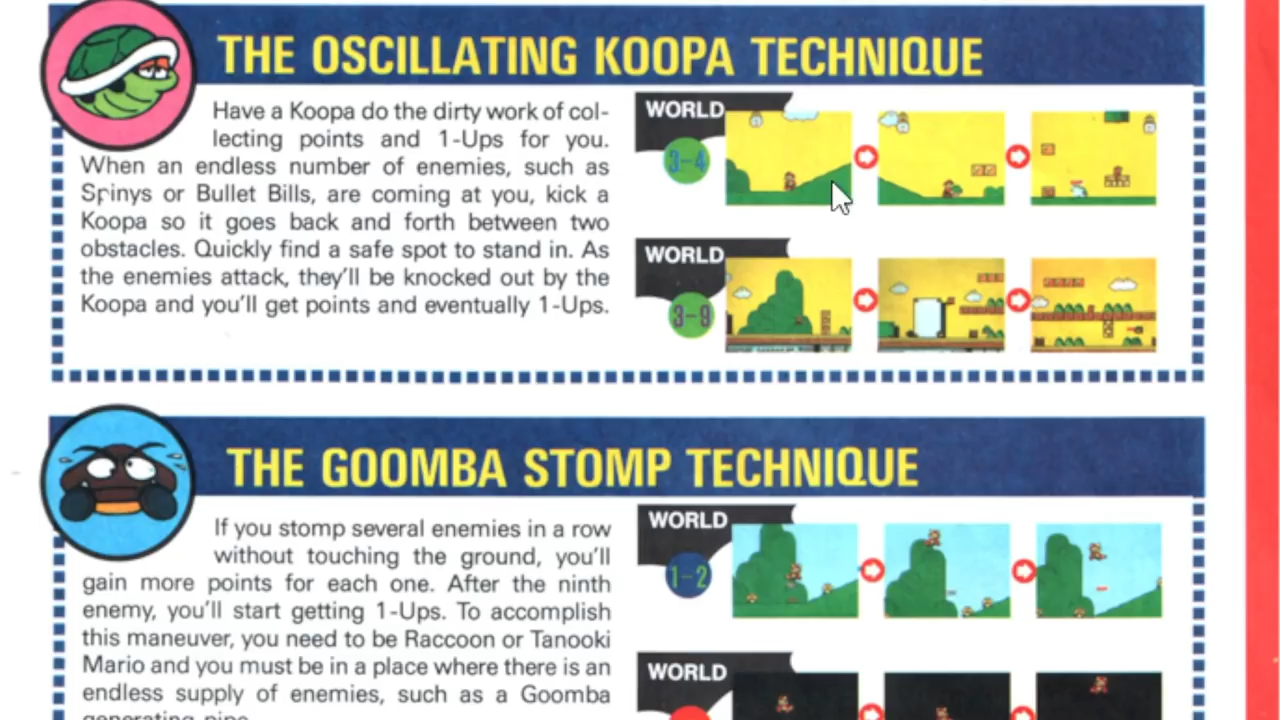 THE OSCILLATING KOOPA TECHNIQUE
Have a Koopa do the dirty work of col-
lecting points and 1-Ups for you.
When an endless number of enemies, such as
Spinys or Bullet Bills, are coming at you, kick a
Koopa so it goes back and forth between two
obstacles. Quickly find a safe spot to stand in. As
the enemies attack, they'll be knocked out by the
Koopa and you'll get points and eventually 1-Ups.
WORLD
3-4
WORLD
3-9
THE GOOMBA STOMP TECHNIQUE
If you stomp several enemies in a row
without touching the ground, you'll
gain more points for each one. After the ninth
enemy, you'll start getting 1-Ups. To accomplish
this maneuver, you need to be Raccoon or Tanooki
Mario and you must be in a place where there is an
endless supply of enemies, such as a Goomba
generating pipe.
WORLD
1-2
WORLD